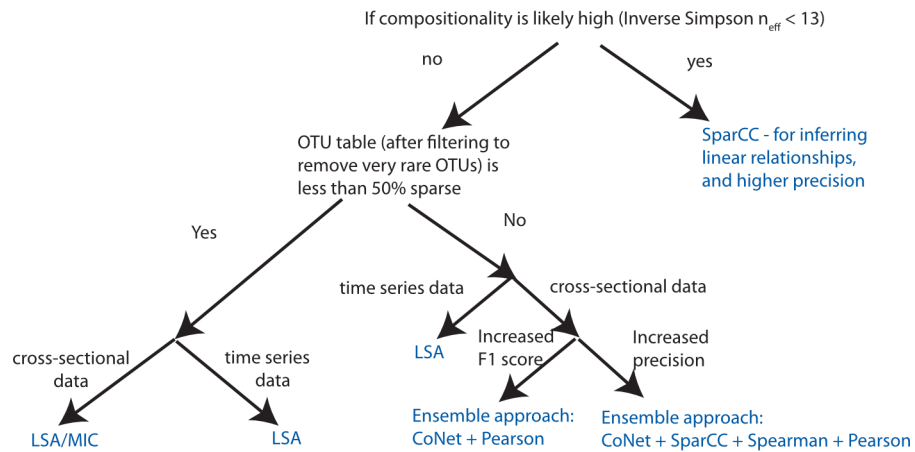 If compositionality is likely high (Inverse Simpson neff < 13)
no
yes
OTU table (after filtering to
remove very rare OTUs) is
less than 50% sparse
SparCC - for inferring
linear relationships,
and higher precision
Yes
No
time series data
cross-sectional data
cross-sectional
data
time series
data
LSA
Increased
F1 score
Increased
precision
LSA/MIC
LSA
Ensemble approach:
CoNet + Pearson
Ensemble approach:
CoNet + SparCC + Spearman + Pearson